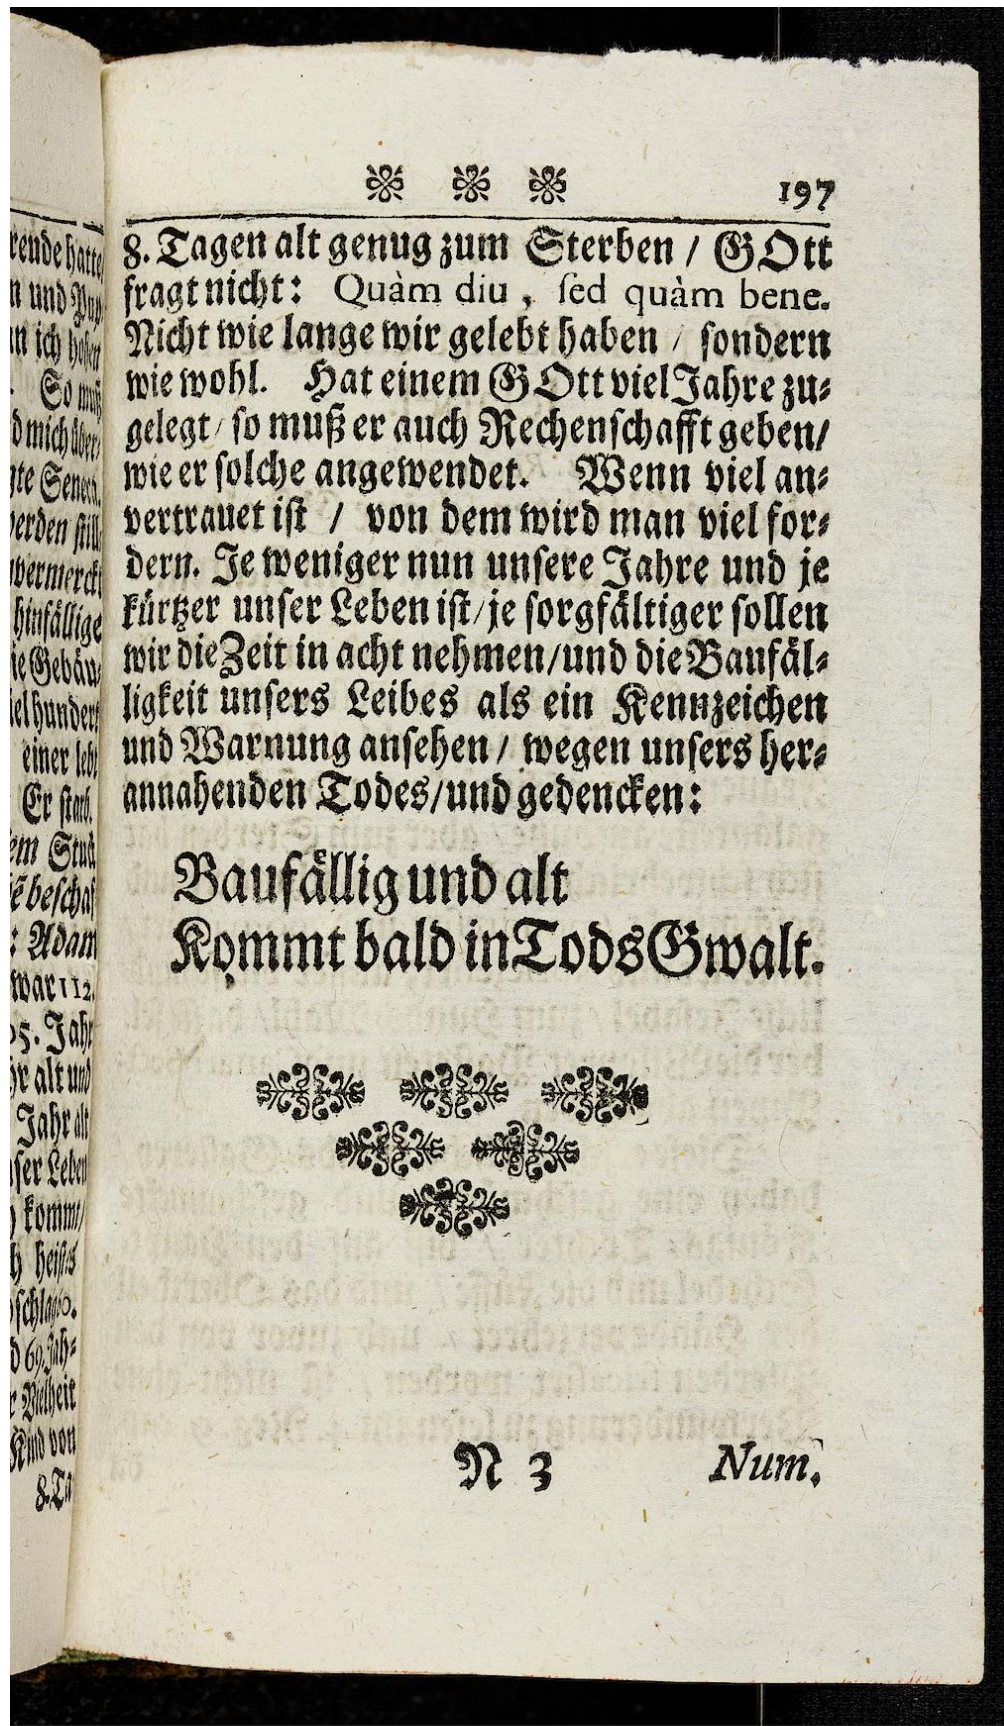 197
8. Tagen alt genug zum Sterben / GOtt
fragt nicht: Quàm diu, sed quàm bene.
Nicht wie lange wir gelebt haben / sondern
wie wohl. Hat einem GOtt viel Jahre zu-
gelegt / so muß er auch Rechenschafft geben /
wie er solche angewendet. Wenn viel an-
vertrauet ist / von dem wird man viel for-
dern. Je weniger nun unsere Jahre und je
kürtzer unser Leben ist / je sorgfältiger sollen
wir die Zeit in acht nehmen / und die Baufäl-
ligkeit unsers Leibes als ein Kennzeichen
und Warnung ansehen / wegen unsers her-
annahenden Todes / und gedencken:
Baufällig und alt
Kommt bald in Tods Gwalt.
N 3 Num.